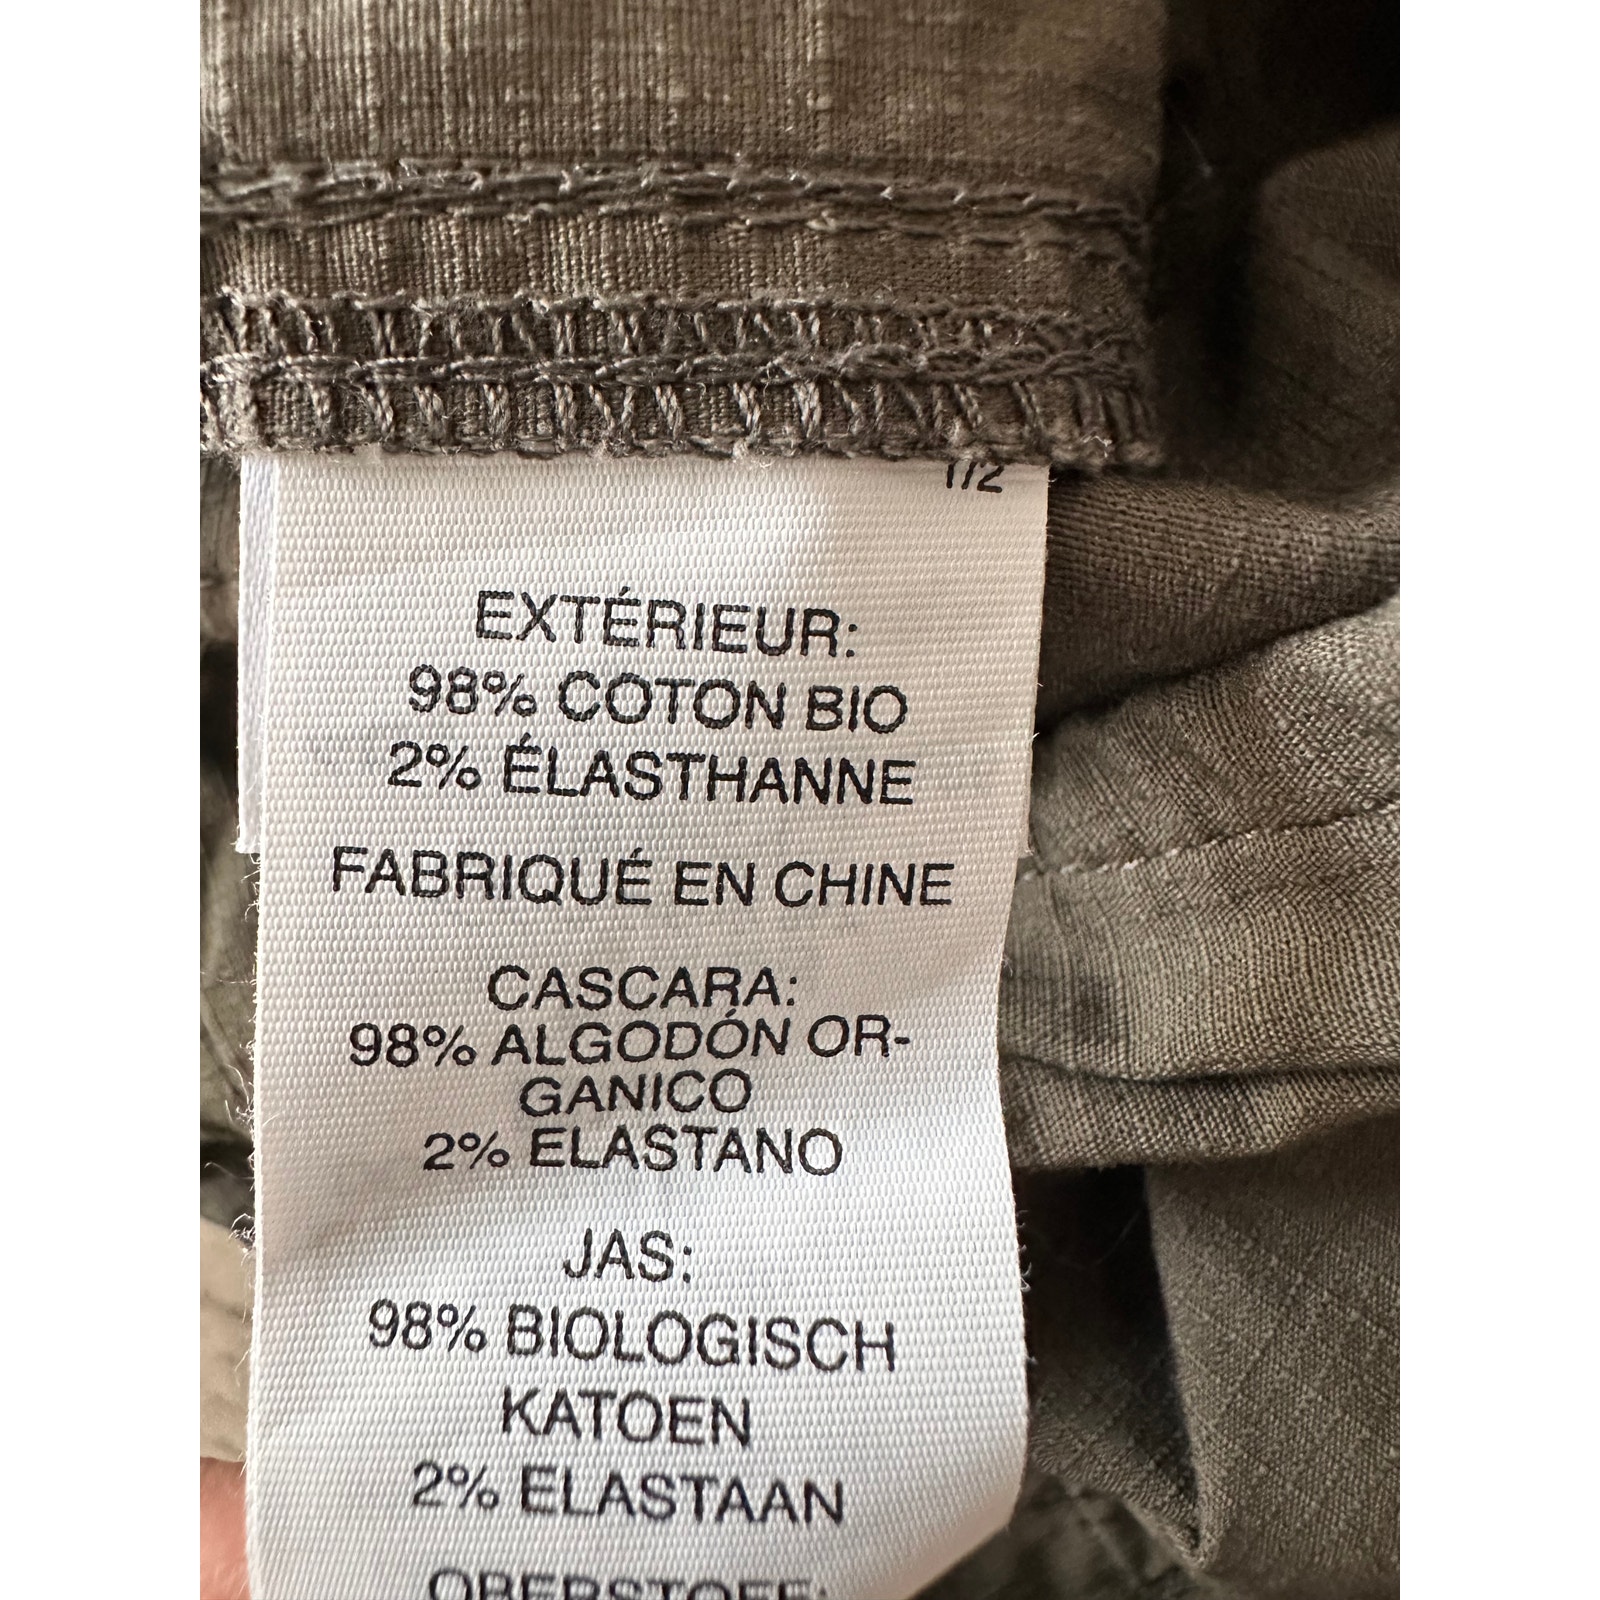 1/2
EXTÉRIEUR:
98% COTON BIO
2% ÉLASTHANNE
FABRIQUÉ EN CHINE
CASCARA:
98% ALGODÓN OR-
GANICO
2% ELASTANO
JAS:
98% BIOLOGISCH
KATOEN
2% ELASTAAN
OBERSTOFF: